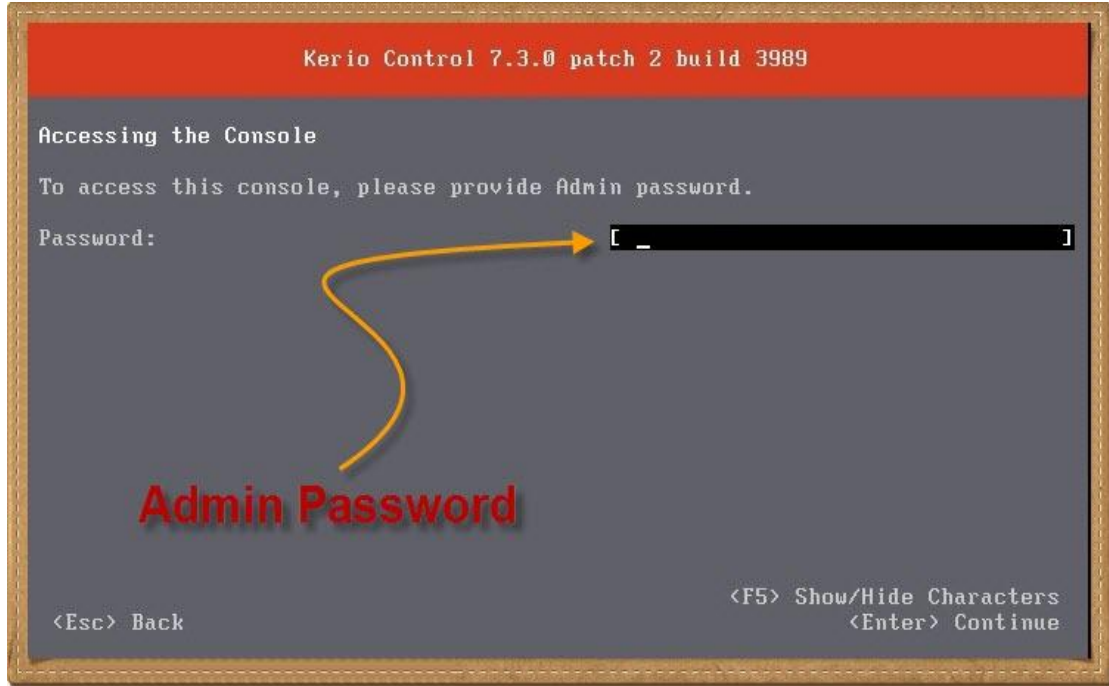 Kerio Control 7.3.0 patch 2 build 3989
Accessing the Console
To access this console, please provide Admin password.
Password: [ _ ]
Admin Password
<F5> Show/Hide Characters
<Esc> Back <Enter> Continue